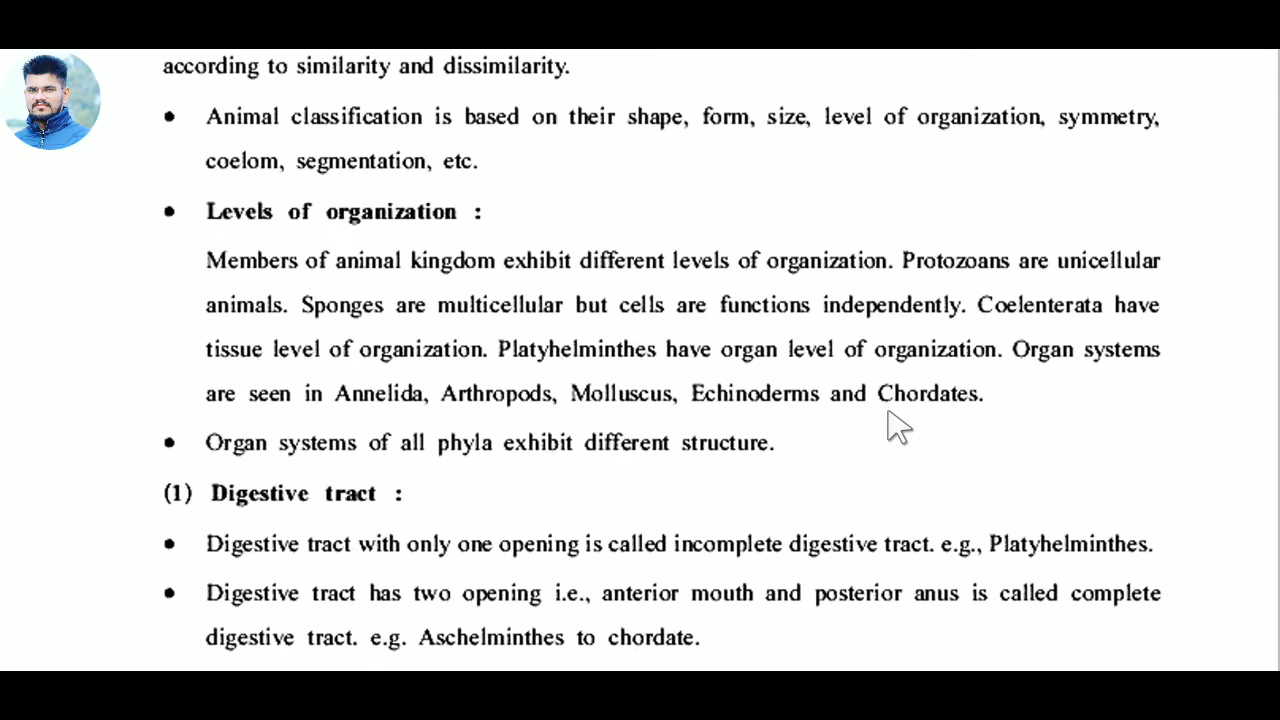 according to similarity and dissimilarity.
• Animal classification is based on their shape, form, size, level of organization, symmetry,
coelom, segmentation, etc.
• Levels of organization :
Members of animal kingdom exhibit different levels of organization. Protozoans are unicellular
animals. Sponges are multicellular but cells are functions independently. Coelenterata have
tissue level of organization. Platyhelminthes have organ level of organization. Organ systems
are seen in Annelida, Arthropods, Molluscus, Echinoderms and Chordates.
• Organ systems of all phyla exhibit different structure.
(1) Digestive tract :
• Digestive tract with only one opening is called incomplete digestive tract. e.g., Platyhelminthes.
• Digestive tract has two opening i.e., anterior mouth and posterior anus is called complete
digestive tract. e.g. Aschelminthes to chordate.